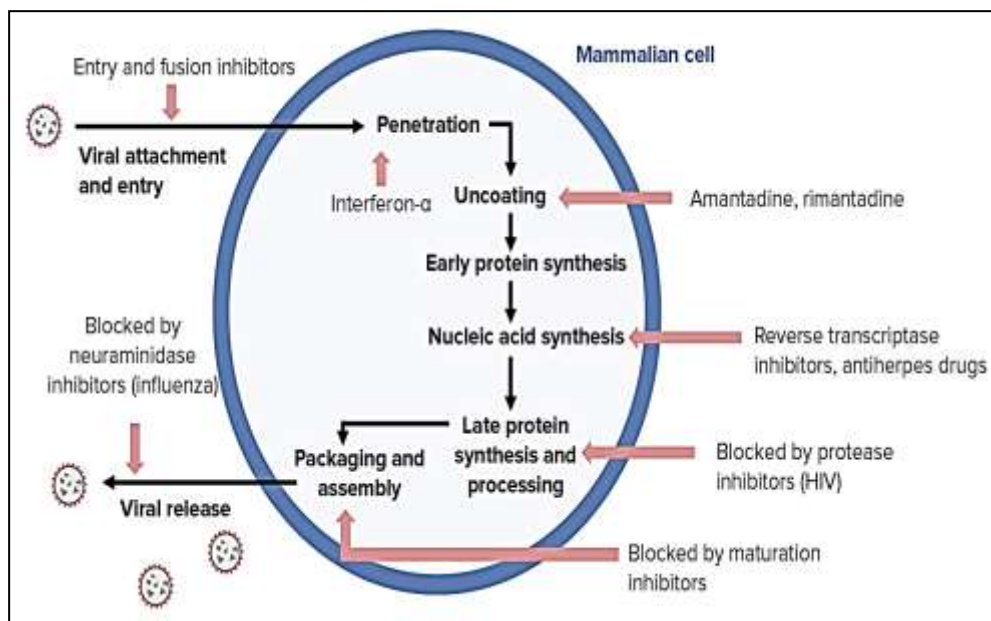 Mammalian cell
Entry and fusion inhibitors
Penetration
Viral attachment
and entry
Interferon-α
Uncoating
Amantadine, rimantadine
Early protein synthesis
Nucleic acid synthesis
Reverse transcriptase
inhibitors, antiherpes drugs
Blocked by
neuraminidase
inhibitors (influenza)
Late protein
synthesis and
processing
Blocked by protease
inhibitors (HIV)
Packaging and
assembly
Viral release
Blocked by maturation
inhibitors